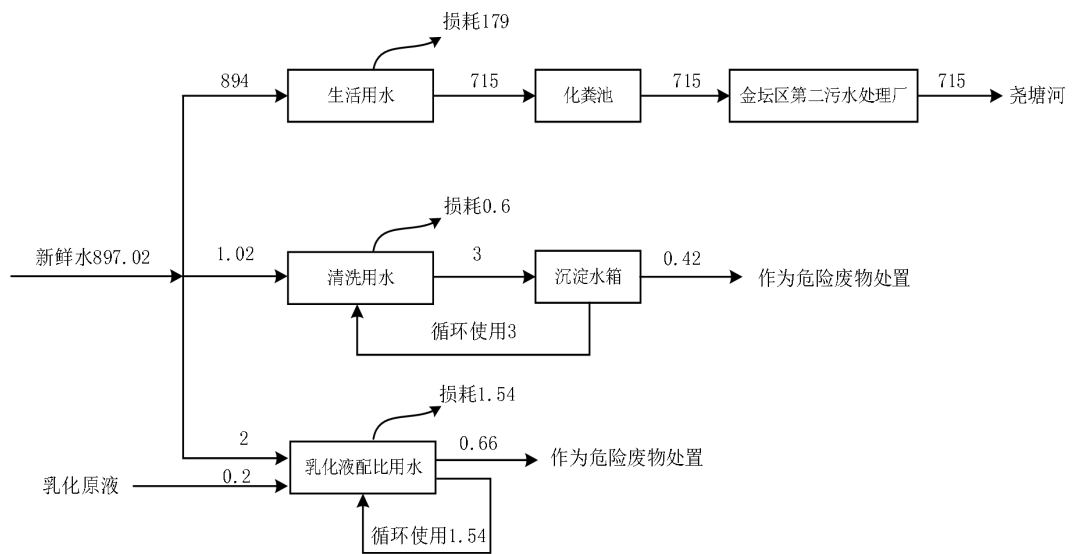 损耗179
894
生活用水
715
化粪池
715
金坛区第二污水处理厂
715
尧塘河
损耗0.6
新鲜水897.02
1.02
清洗用水
3
沉淀水箱
0.42
作为危险废物处置
循环使用3
损耗1.54
2
乳化液配比用水
0.66
作为危险废物处置
乳化原液
0.2
循环使用1.54